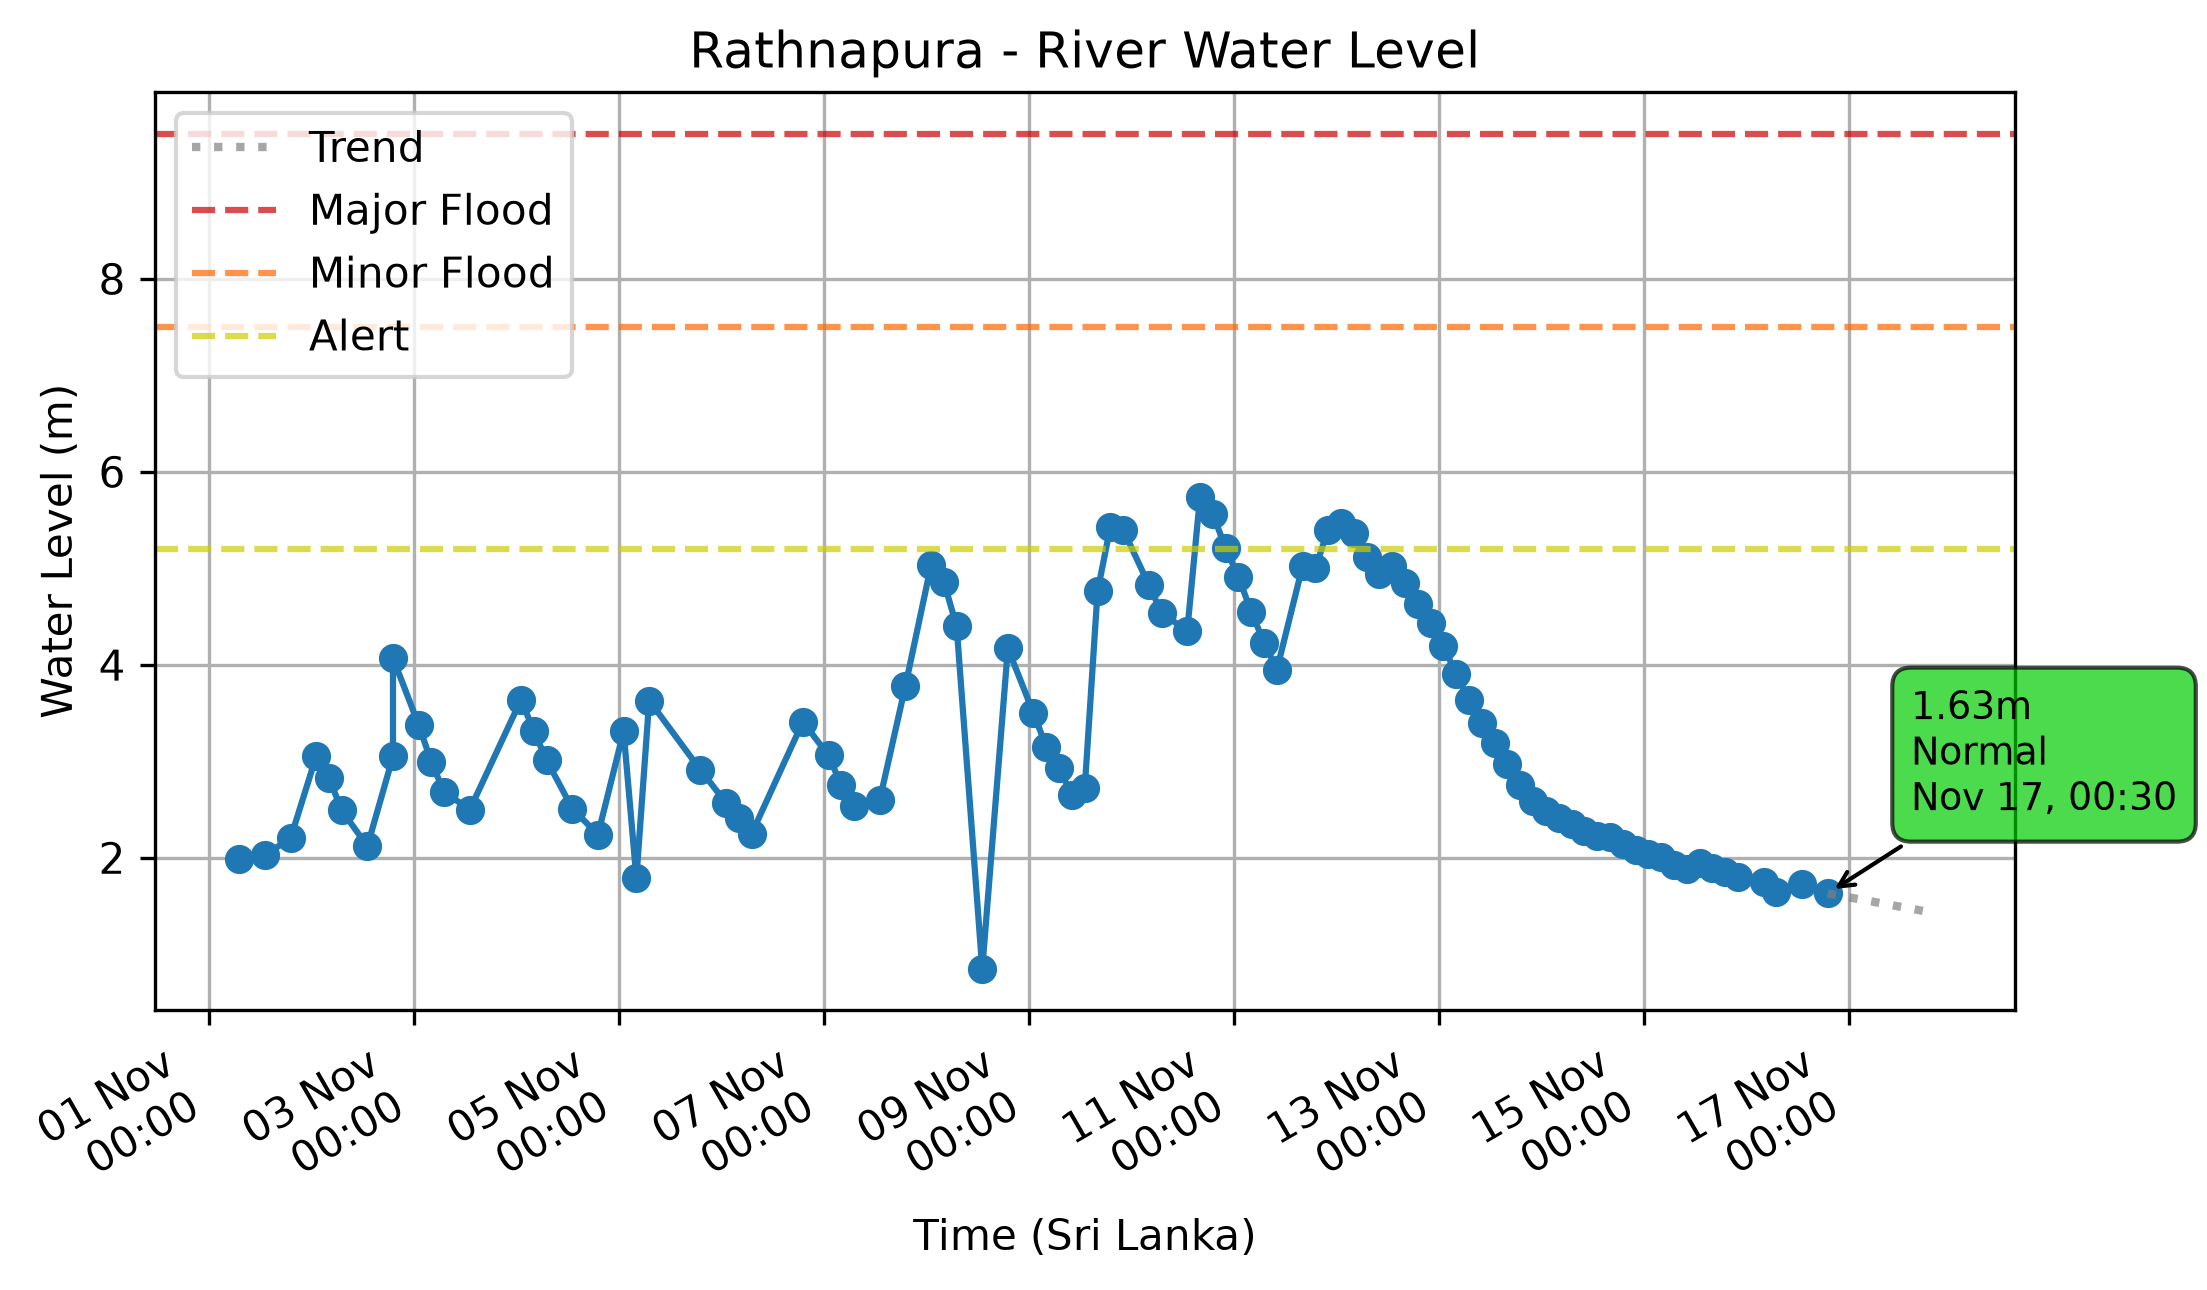 Rathnapura - River Water Level
Trend
Major Flood
Minor Flood
Alert
8
6
4
2
Water Level (m)
1.63m
Normal
Nov 17, 00:30
01 Nov
00:00
03 Nov
00:00
05 Nov
00:00
07 Nov
00:00
09 Nov
00:00
11 Nov
00:00
13 Nov
00:00
15 Nov
00:00
17 Nov
00:00
Time (Sri Lanka)